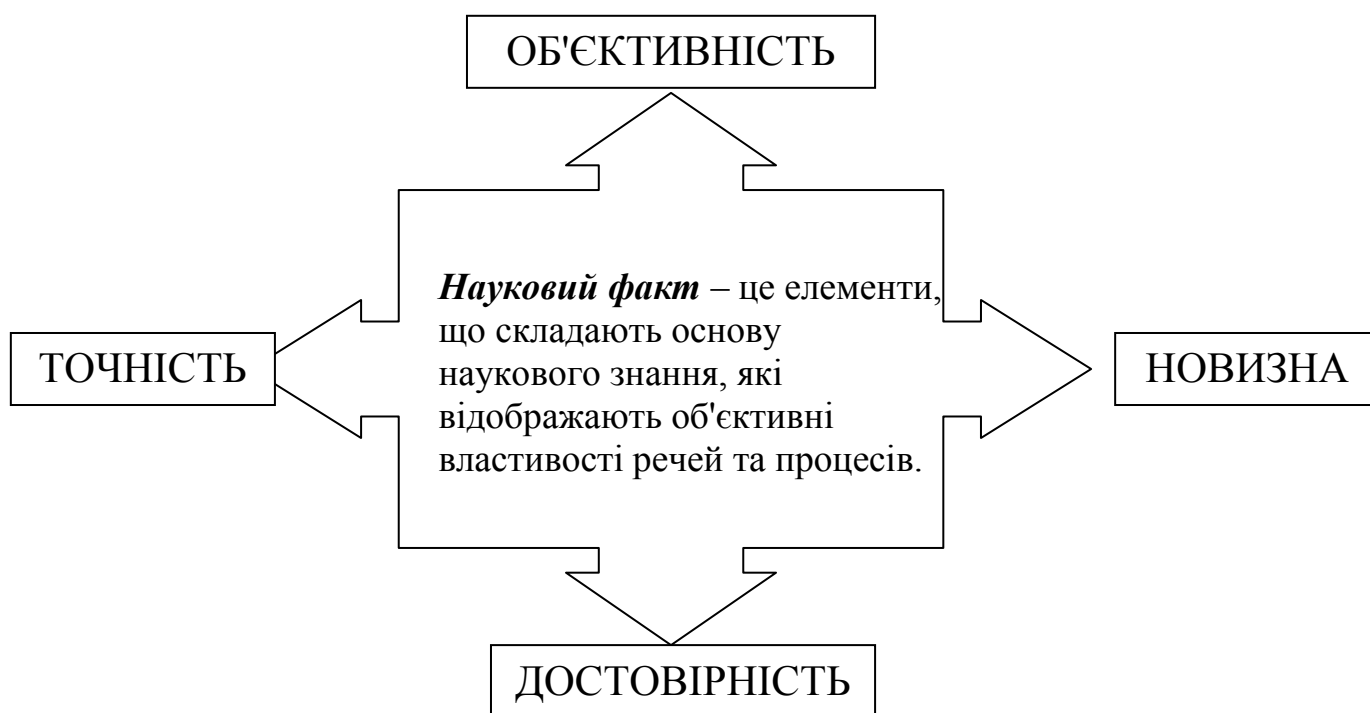 ОБ'ЄКТИВНІСТЬ
Науковий факт – це елементи,
що складають основу
наукового знання, які
відображають об'єктивні
властивості речей та процесів.
ТОЧНІСТЬ
НОВИЗНА
ДОСТОВІРНІСТЬ